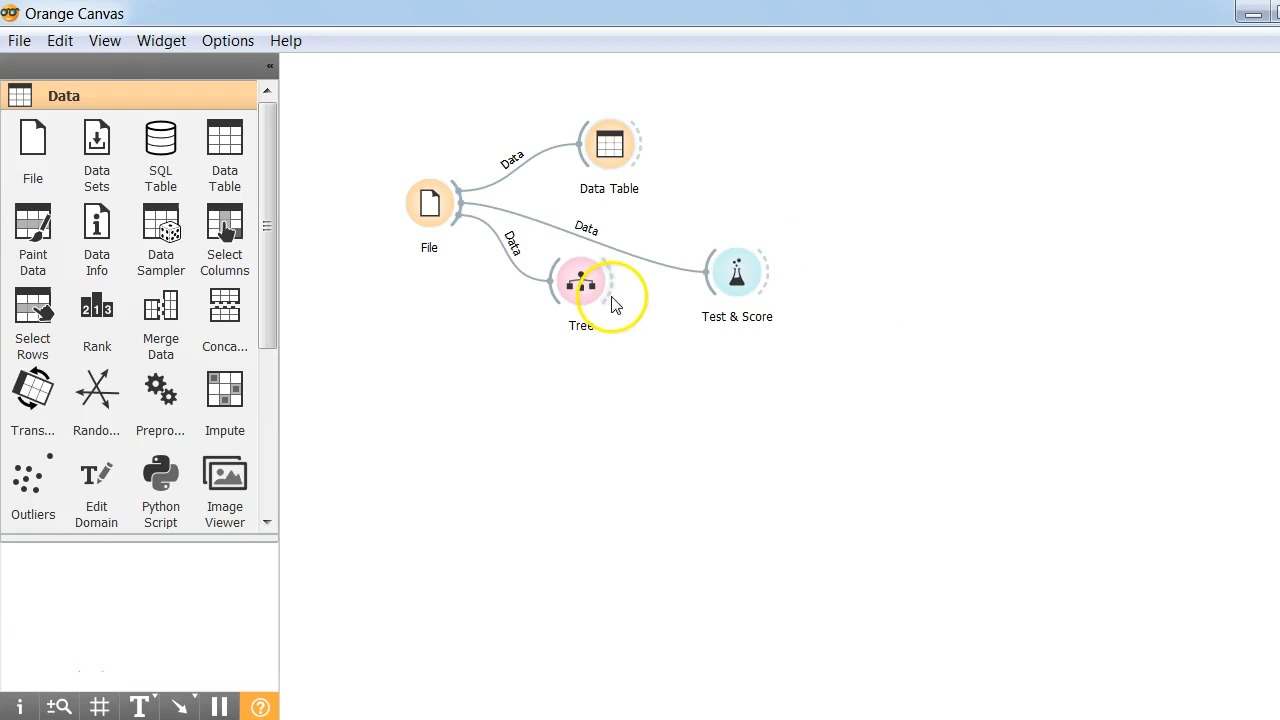 Orange Canvas
File Edit View Widget Options Help
«
Data
File
Data Sets
SQL Table
Data Table
Paint Data
Data Info
Data Sampler
Select Columns
Select Rows
Rank
Merge Data
Conca...
Trans...
Rando...
Prepro...
Impute
Outliers
Edit Domain
Python Script
Image Viewer
Data
Data Table
File
Data
Data
Tree
Test & Score